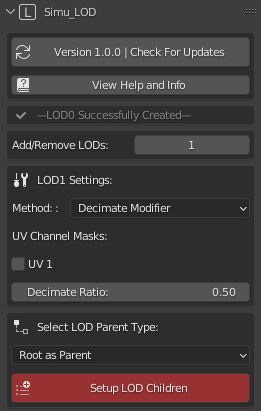 L Simu_LOD
Version 1.0.0 | Check For Updates
View Help and Info
---LOD0 Successfully Created---
Add/Remove LODs: 1
LOD1 Settings:
Method: : Decimate Modifier
UV Channel Masks:
UV 1
Decimate Ratio: 0.50
Select LOD Parent Type:
Root as Parent
Setup LOD Children